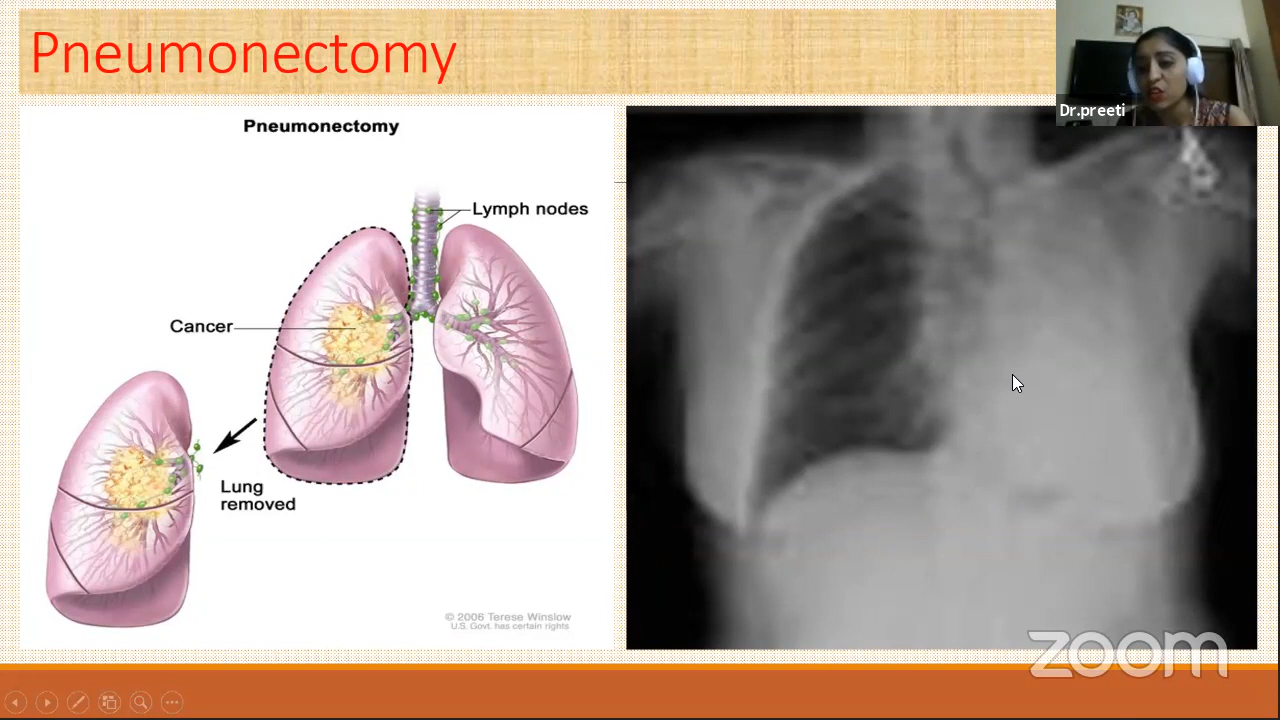 Pneumonectomy
Dr.preeti
Pneumonectomy
Lymph nodes
Cancer
Lung
removed
© 2006 Terese Winslow
U.S. Govt. has certain rights
zoom